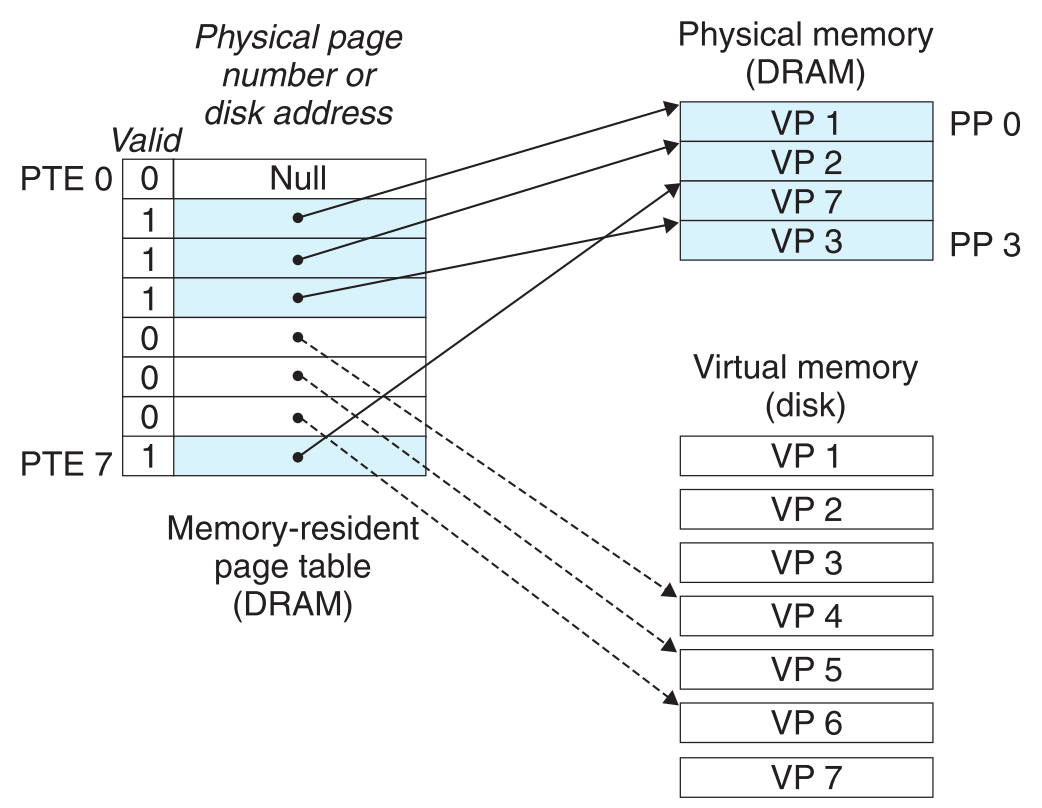 Physical page
number or
disk address
Valid
PTE 0 0 Null
1
1
1
0
0
0
PTE 7 1
Memory-resident
page table
(DRAM)
Physical memory
(DRAM)
VP 1 PP 0
VP 2
VP 7
VP 3 PP 3
Virtual memory
(disk)
VP 1
VP 2
VP 3
VP 4
VP 5
VP 6
VP 7